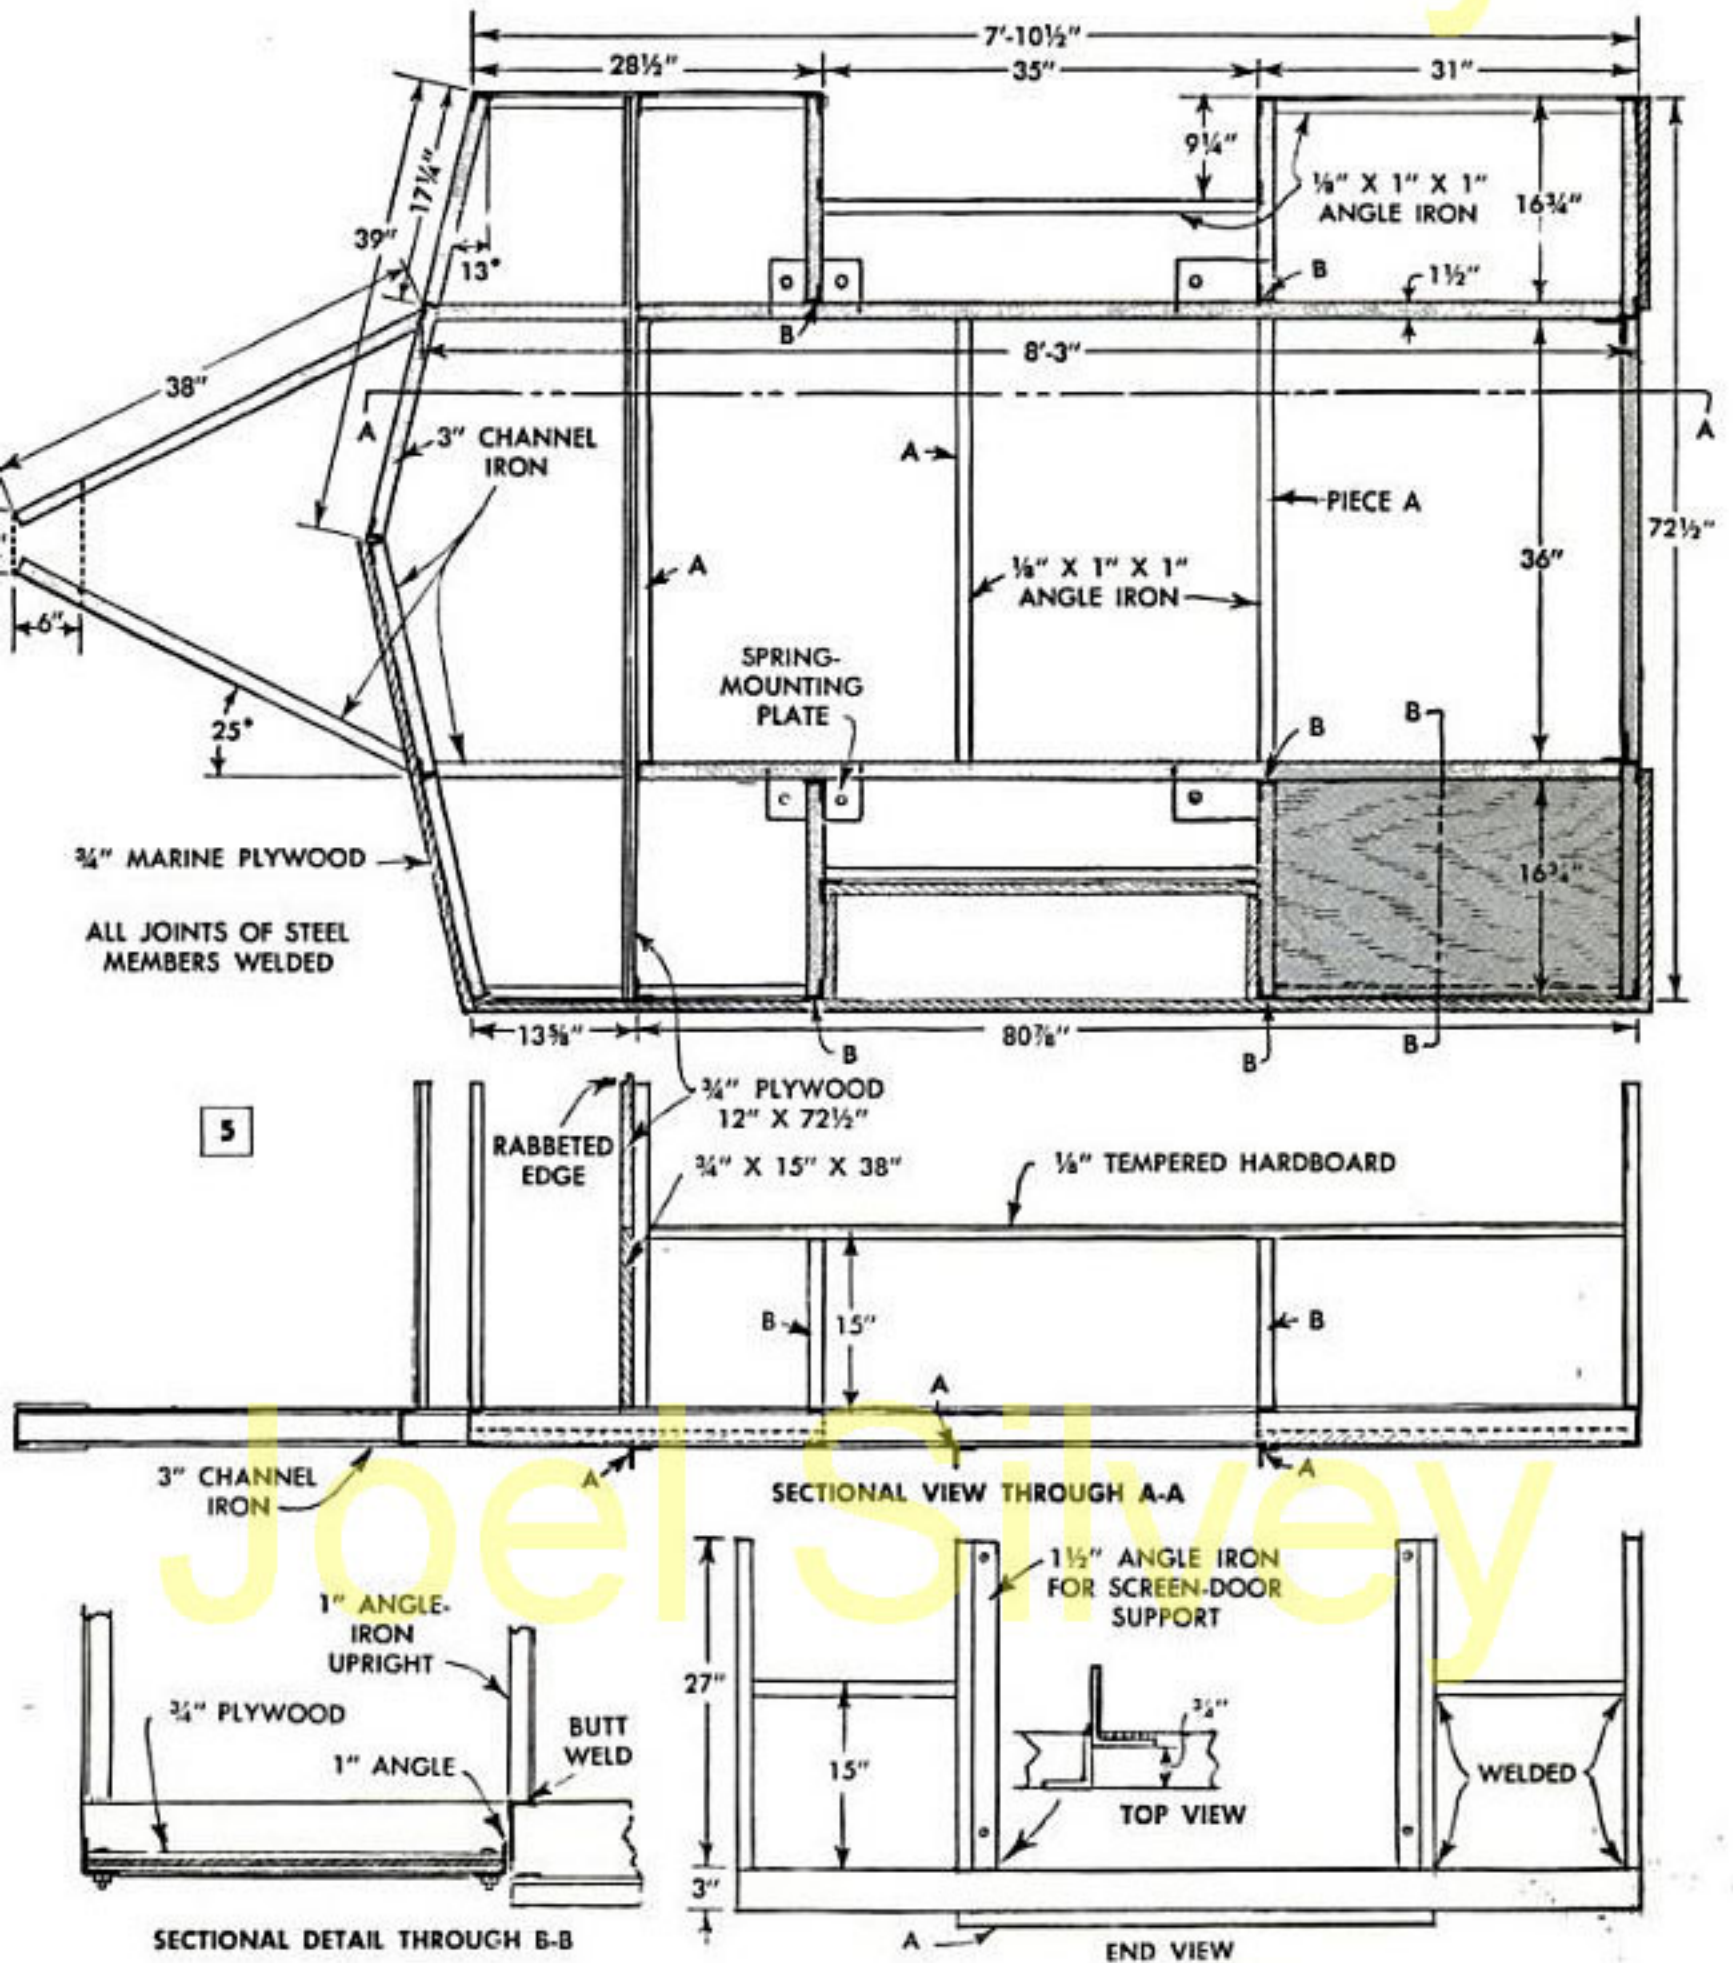 7'-10½"
28½"
35"
31"
9¼"
17¼"
39"
13°
⅛" X 1" X 1"
ANGLE IRON
16¾"
B
1½"
B
8'-3"
38"
A
A
3" CHANNEL
IRON
A
PIECE A
72½"
36"
A
⅛" X 1" X 1"
ANGLE IRON
6"
SPRING-
MOUNTING
PLATE
25°
B
B
¾" MARINE PLYWOOD
16¾"
ALL JOINTS OF STEEL
MEMBERS WELDED
13⅝"
80⅞"
B
B
B
5
RABBETED
EDGE
¾" PLYWOOD
12" X 72½"
¾" X 15" X 38"
⅛" TEMPERED HARDBOARD
B
15"
B
A
3" CHANNEL
IRON
A
A
SECTIONAL VIEW THROUGH A-A
Joel Silvey
1" ANGLE-
IRON
UPRIGHT
¾" PLYWOOD
1" ANGLE
BUTT
WELD
SECTIONAL DETAIL THROUGH B-B
1½" ANGLE IRON
FOR SCREEN-DOOR
SUPPORT
27"
15"
¾"
TOP VIEW
WELDED
3"
A
END VIEW